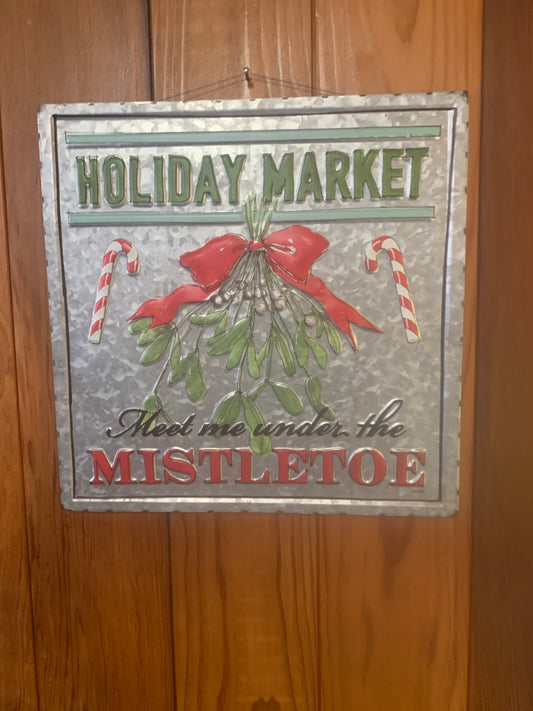 HOLIDAY MARKET
Meet me under the
MISTLETOE